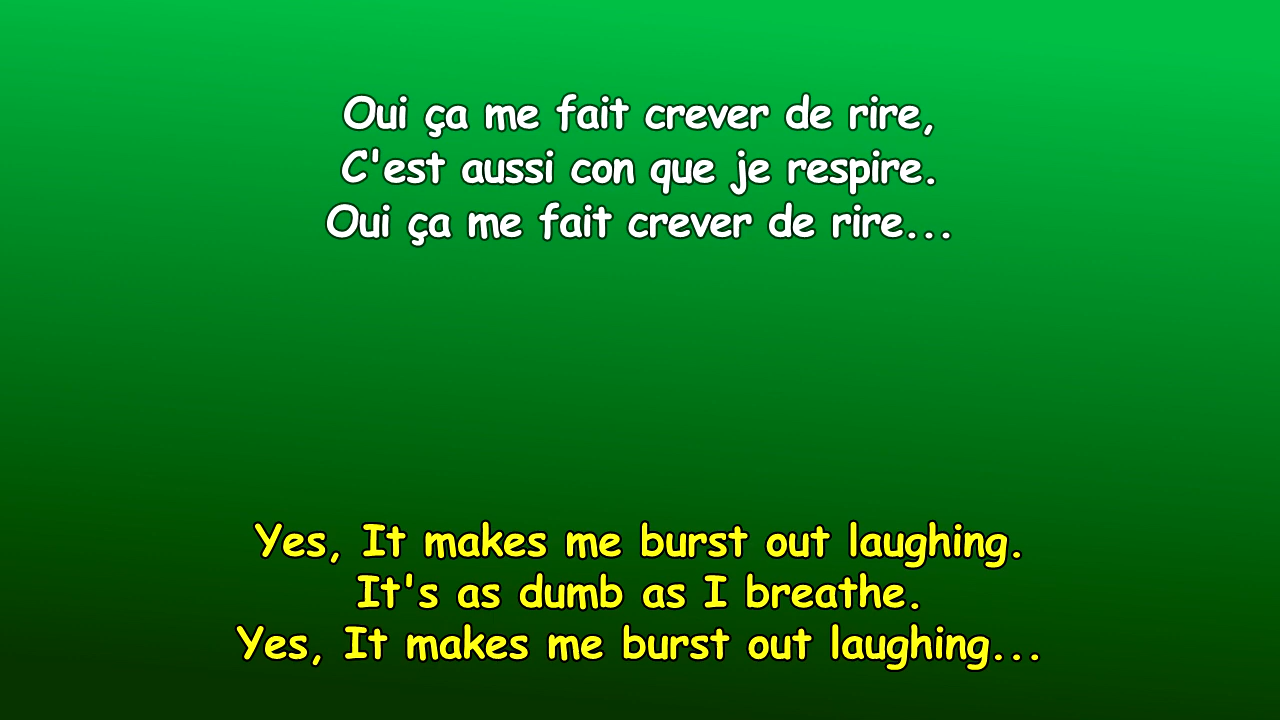 Oui ça me fait crever de rire,
C'est aussi con que je respire.
Oui ça me fait crever de rire...
Yes, It makes me burst out laughing.
It's as dumb as I breathe.
Yes, It makes me burst out laughing...